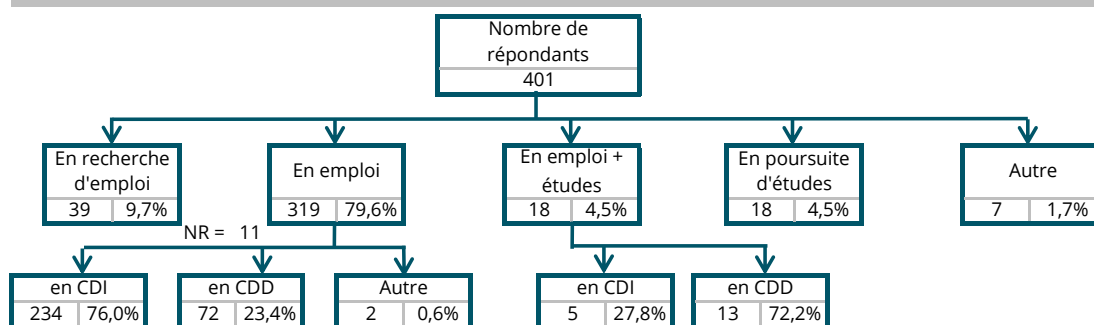 Nombre de
répondants
401
En recherche
d'emploi
39 9,7%
En emploi
319 79,6%
En emploi +
études
18 4,5%
En poursuite
d'études
18 4,5%
Autre
7 1,7%
NR = 11
en CDI
234 76,0%
en CDD
72 23,4%
Autre
2 0,6%
en CDI
5 27,8%
en CDD
13 72,2%